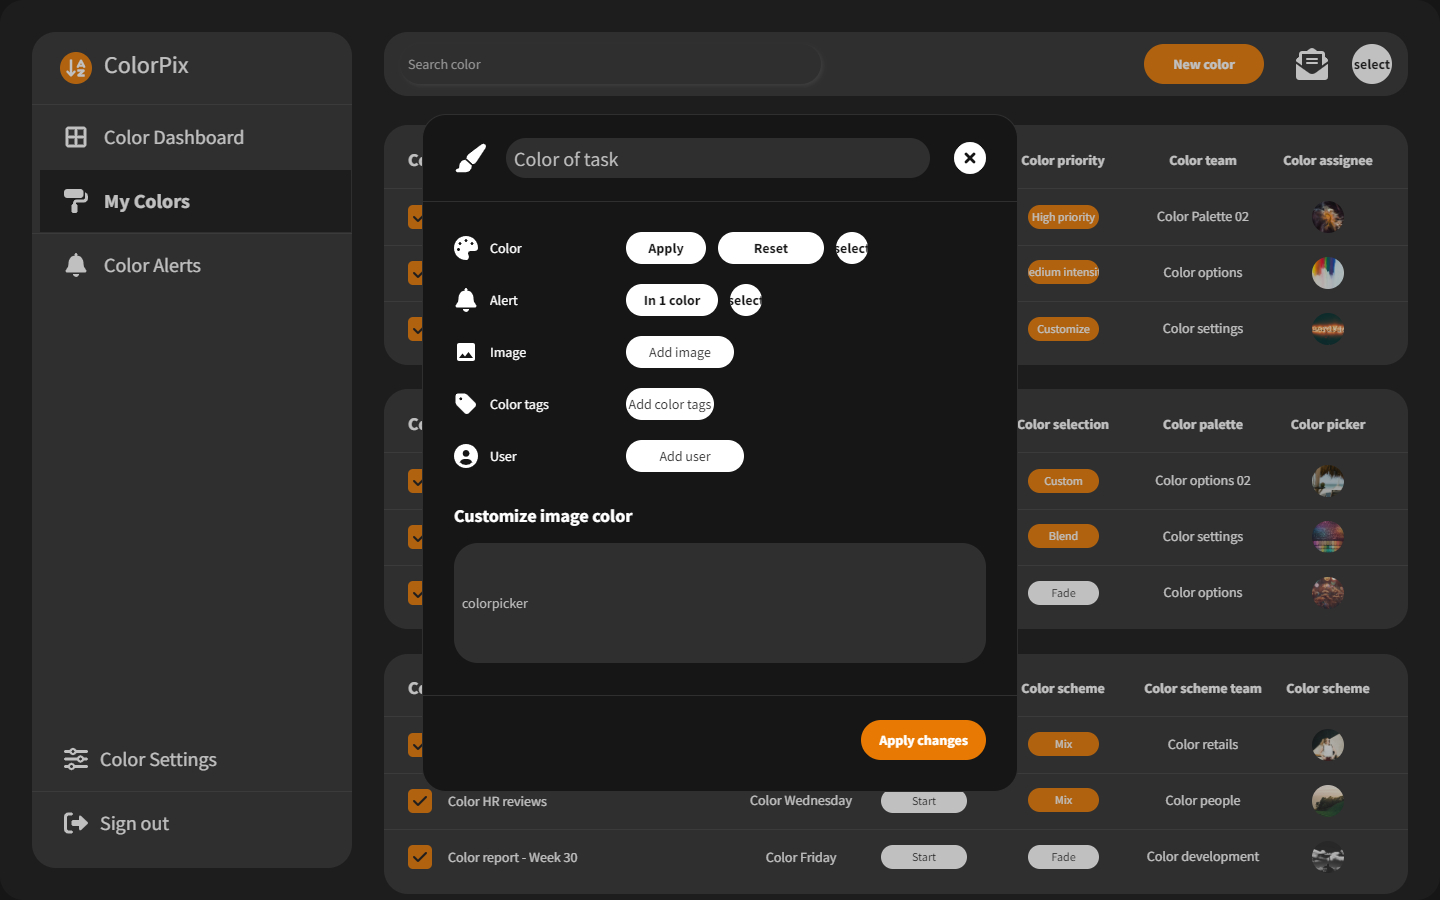 ColorPix
Color Dashboard
My Colors
Color Alerts
Color Settings
Sign out
Search color
New color
select
Color of task
Color
Apply
Reset
select
Alert
In 1 color
select
Image
Add image
Color tags
Add color tags
User
Add user
Customize image color
colorpicker
Apply changes
Color priority
Color team
Color assignee
High priority
Color Palette 02
edium intensit
Color options
Customize
Color settings
Color selection
Color palette
Color picker
Custom
Color options 02
Blend
Color settings
Fade
Color options
Color scheme
Color scheme team
Color scheme
Mix
Color retails
Color HR reviews
Color Wednesday
Start
Mix
Color people
Color report - Week 30
Color Friday
Start
Fade
Color development